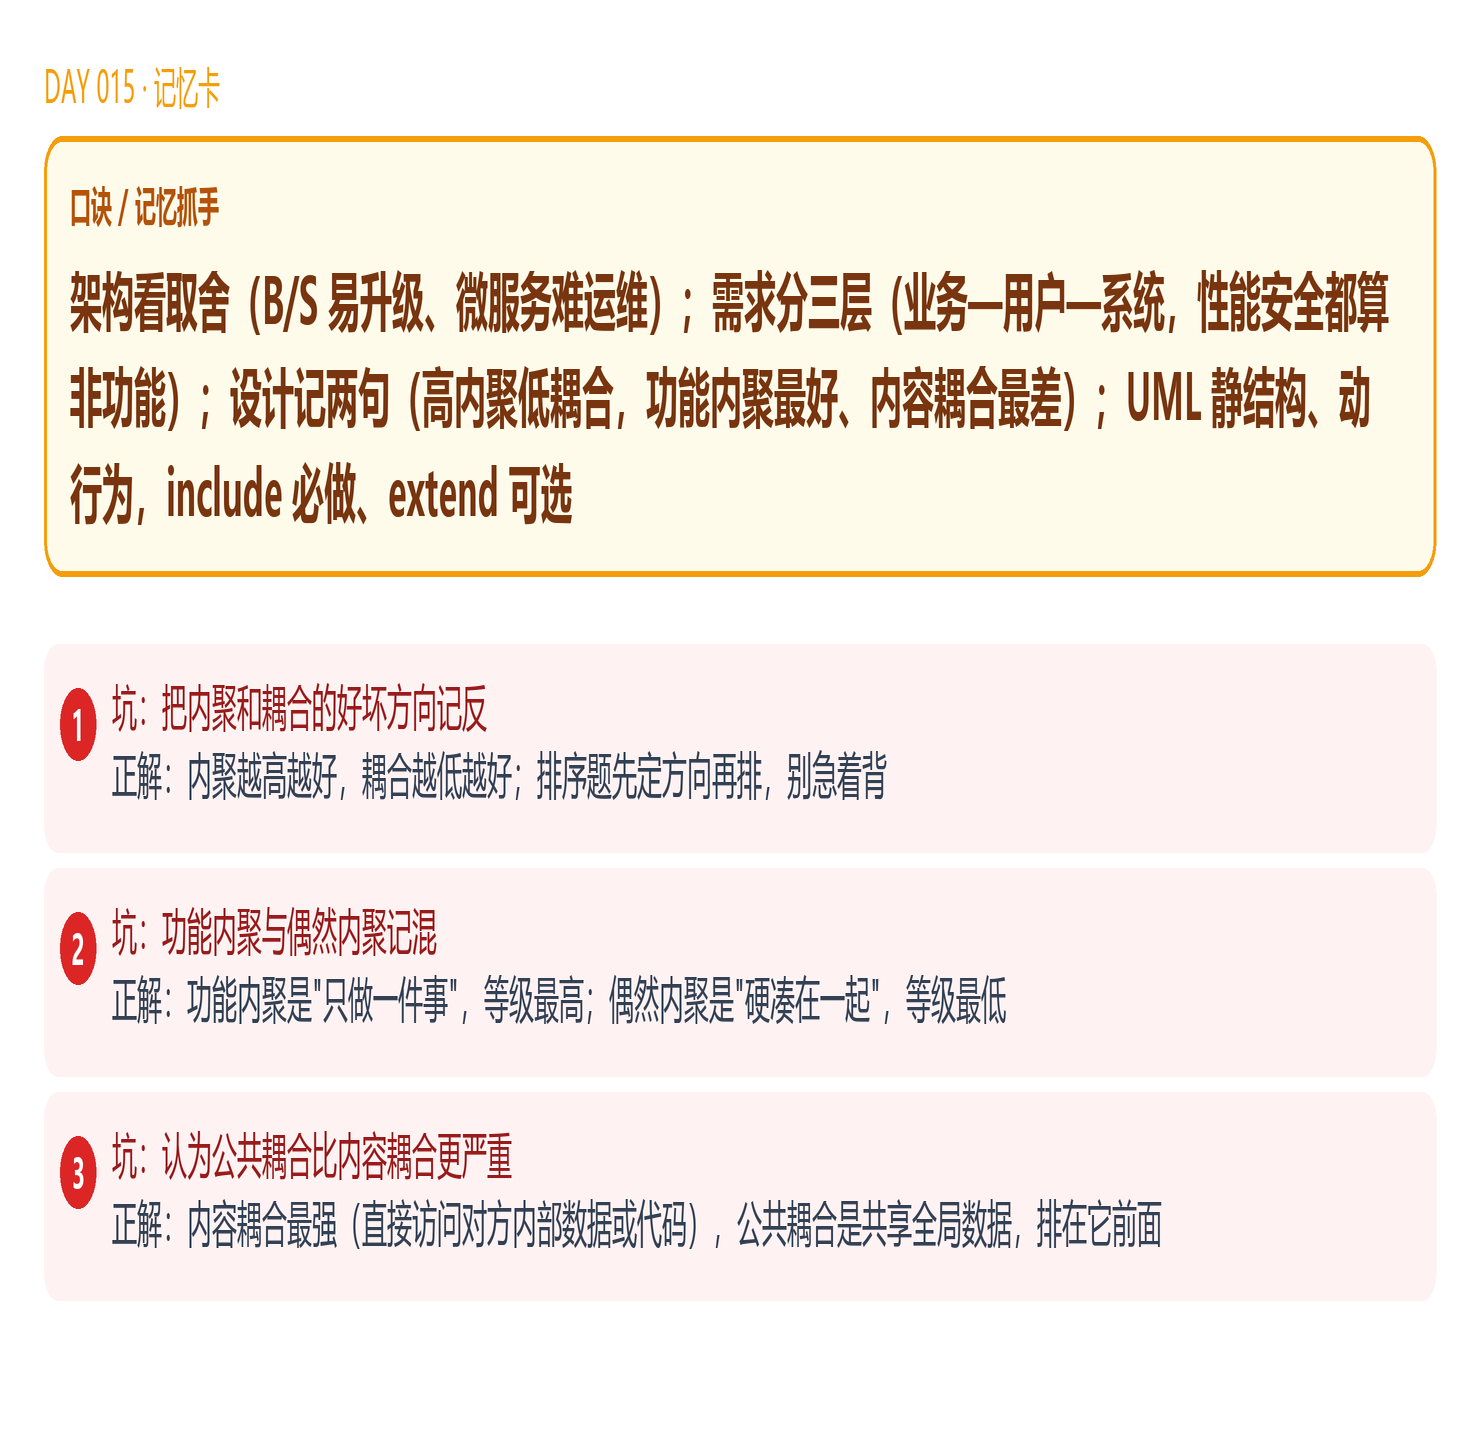 DAY 015 · 记忆卡
口诀 / 记忆抓手
架构看取舍（B/S 易升级、微服务难运维）；需求分三层（业务—用户—系统，性能安全都算
非功能）；设计记两句（高内聚低耦合，功能内聚最好、内容耦合最差）；UML 静结构、动
行为，include 必做、extend 可选
1
坑：把内聚和耦合的好坏方向记反
正解：内聚越高越好，耦合越低越好；排序题先定方向再排，别急着背
2
坑：功能内聚与偶然内聚记混
正解：功能内聚是"只做一件事"，等级最高；偶然内聚是"硬凑在一起"，等级最低
3
坑：认为公共耦合比内容耦合更严重
正解：内容耦合最强（直接访问对方内部数据或代码），公共耦合是共享全局数据，排在它前面